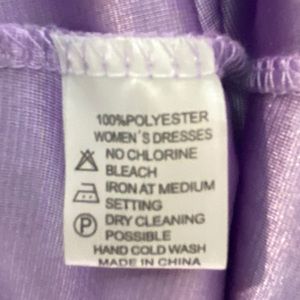 100%POLYESTER
WOMEN'S DRESSES
NO CHLORINE
BLEACH
IRON AT MEDIUM
SETTING
P DRY CLEANING
POSSIBLE
HAND COLD WASH
MADE IN CHINA